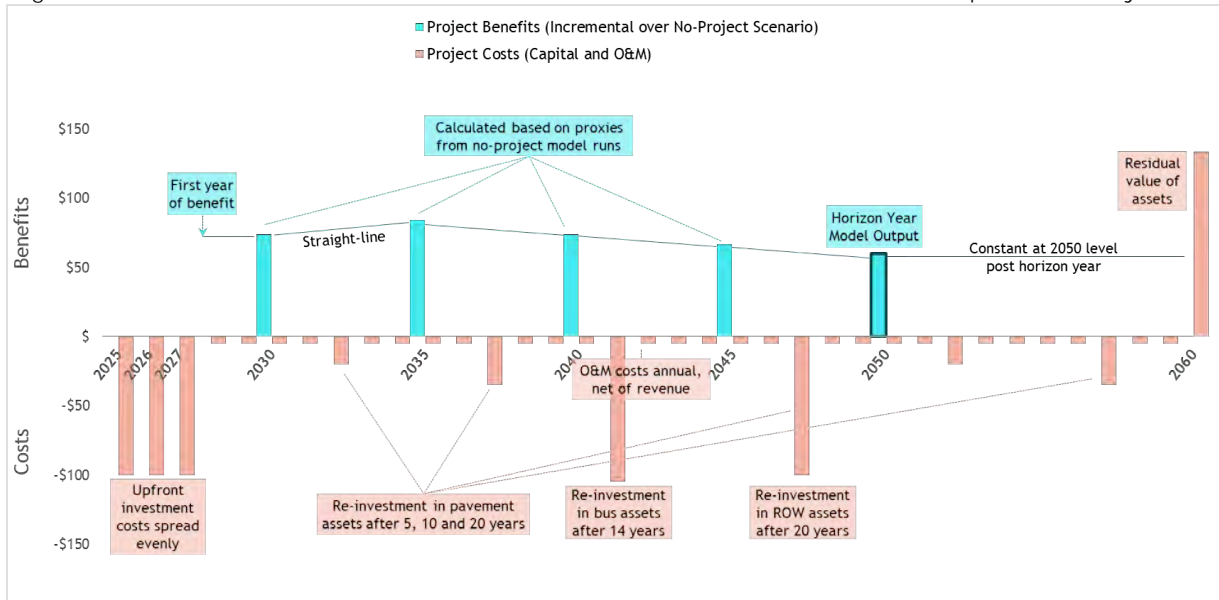 Project Benefits (Incremental over No-Project Scenario)
Project Costs (Capital and O&M)
Benefits
Costs
$150
$100
$50
$
-$50
-$100
-$150
First year
of benefit
Calculated based on proxies
from no-project model runs
Straight-line
Horizon Year
Model Output
Constant at 2050 level
post horizon year
Residual
value of
assets
2025
2026
2027
2030
2035
2040
2045
2050
2060
O&M costs annual,
net of revenue
Upfront
investment
costs spread
evenly
Re-investment in pavement
assets after 5, 10 and 20 years
Re-investment
in bus assets
after 14 years
Re-investment
in ROW assets
after 20 years